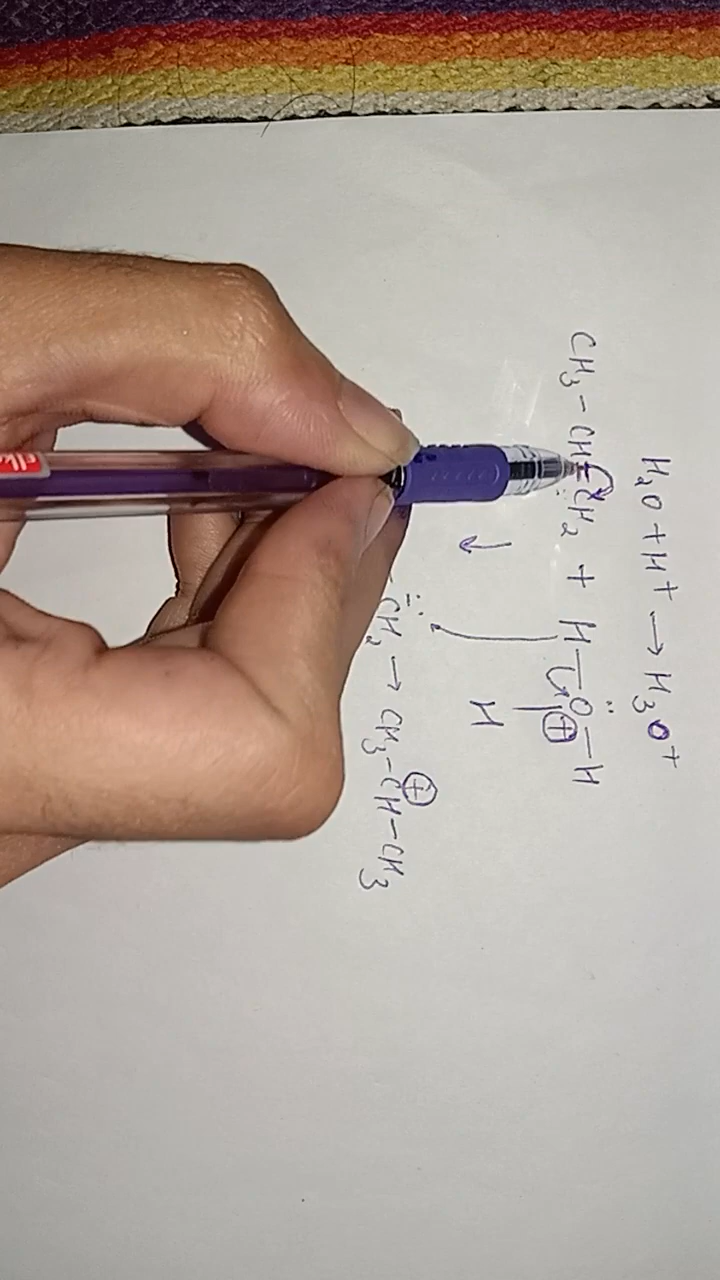 H₂O + H⁺ → H₃O⁺
CH₃ – CH = CH₂ + H – Ö – H
⊕
H
CH₂ → CH₃ – CH – CH₃
⊕